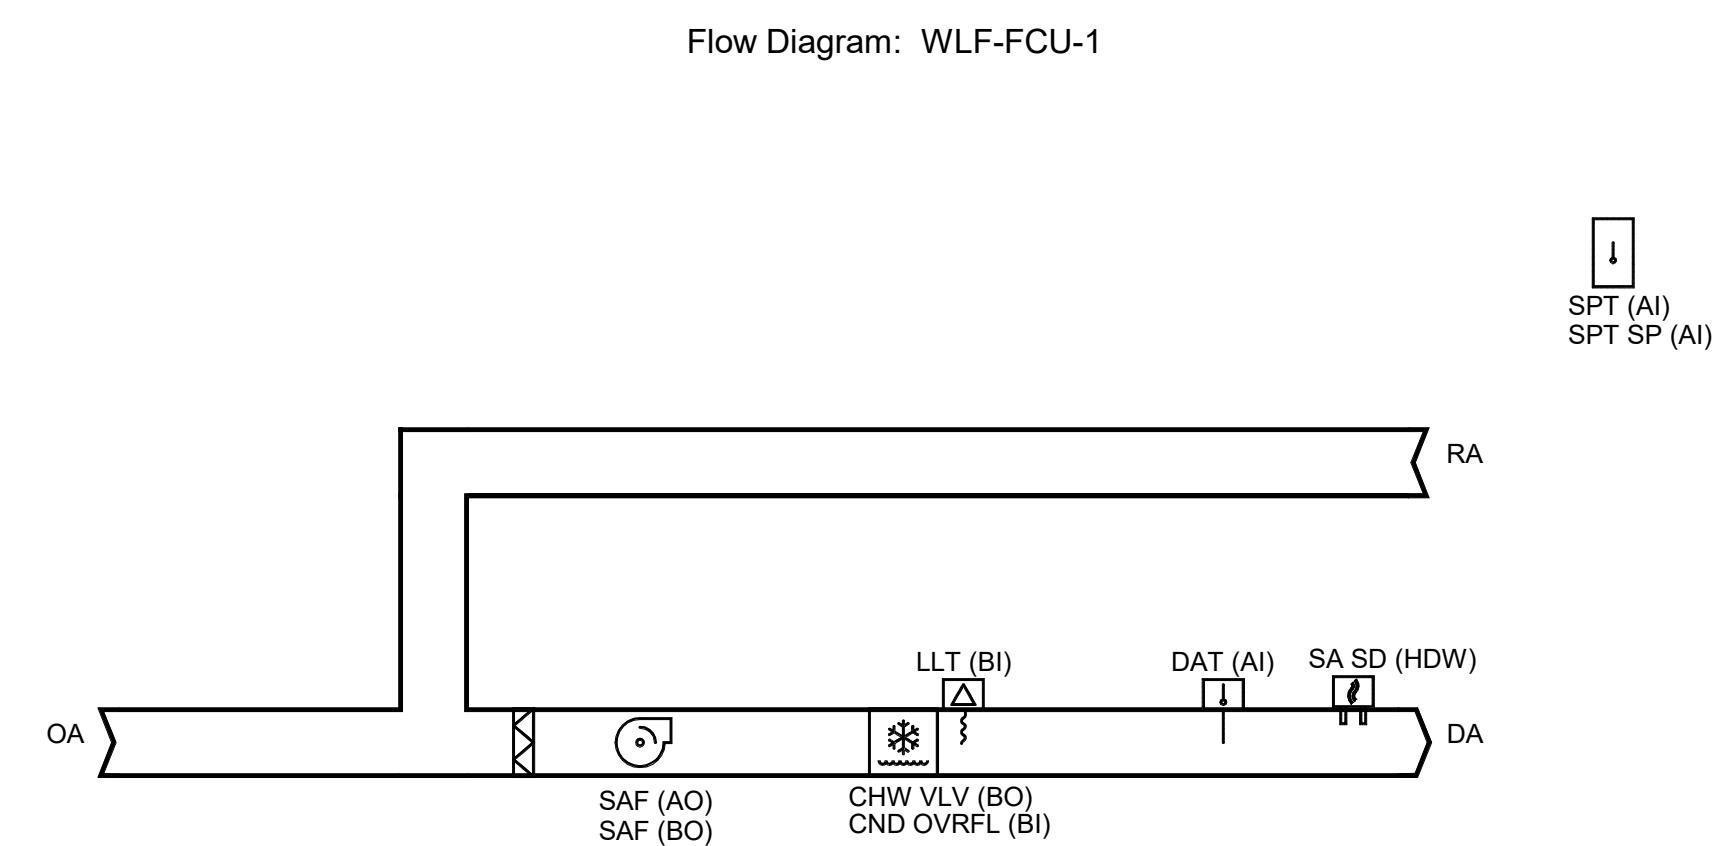 Flow Diagram: WLF-FCU-1
SPT (AI)
SPT SP (AI)
RA
LLT (BI)
DAT (AI)
SA SD (HDW)
OA
DA
SAF (AO)
SAF (BO)
CHW VLV (BO)
CND OVRFL (BI)